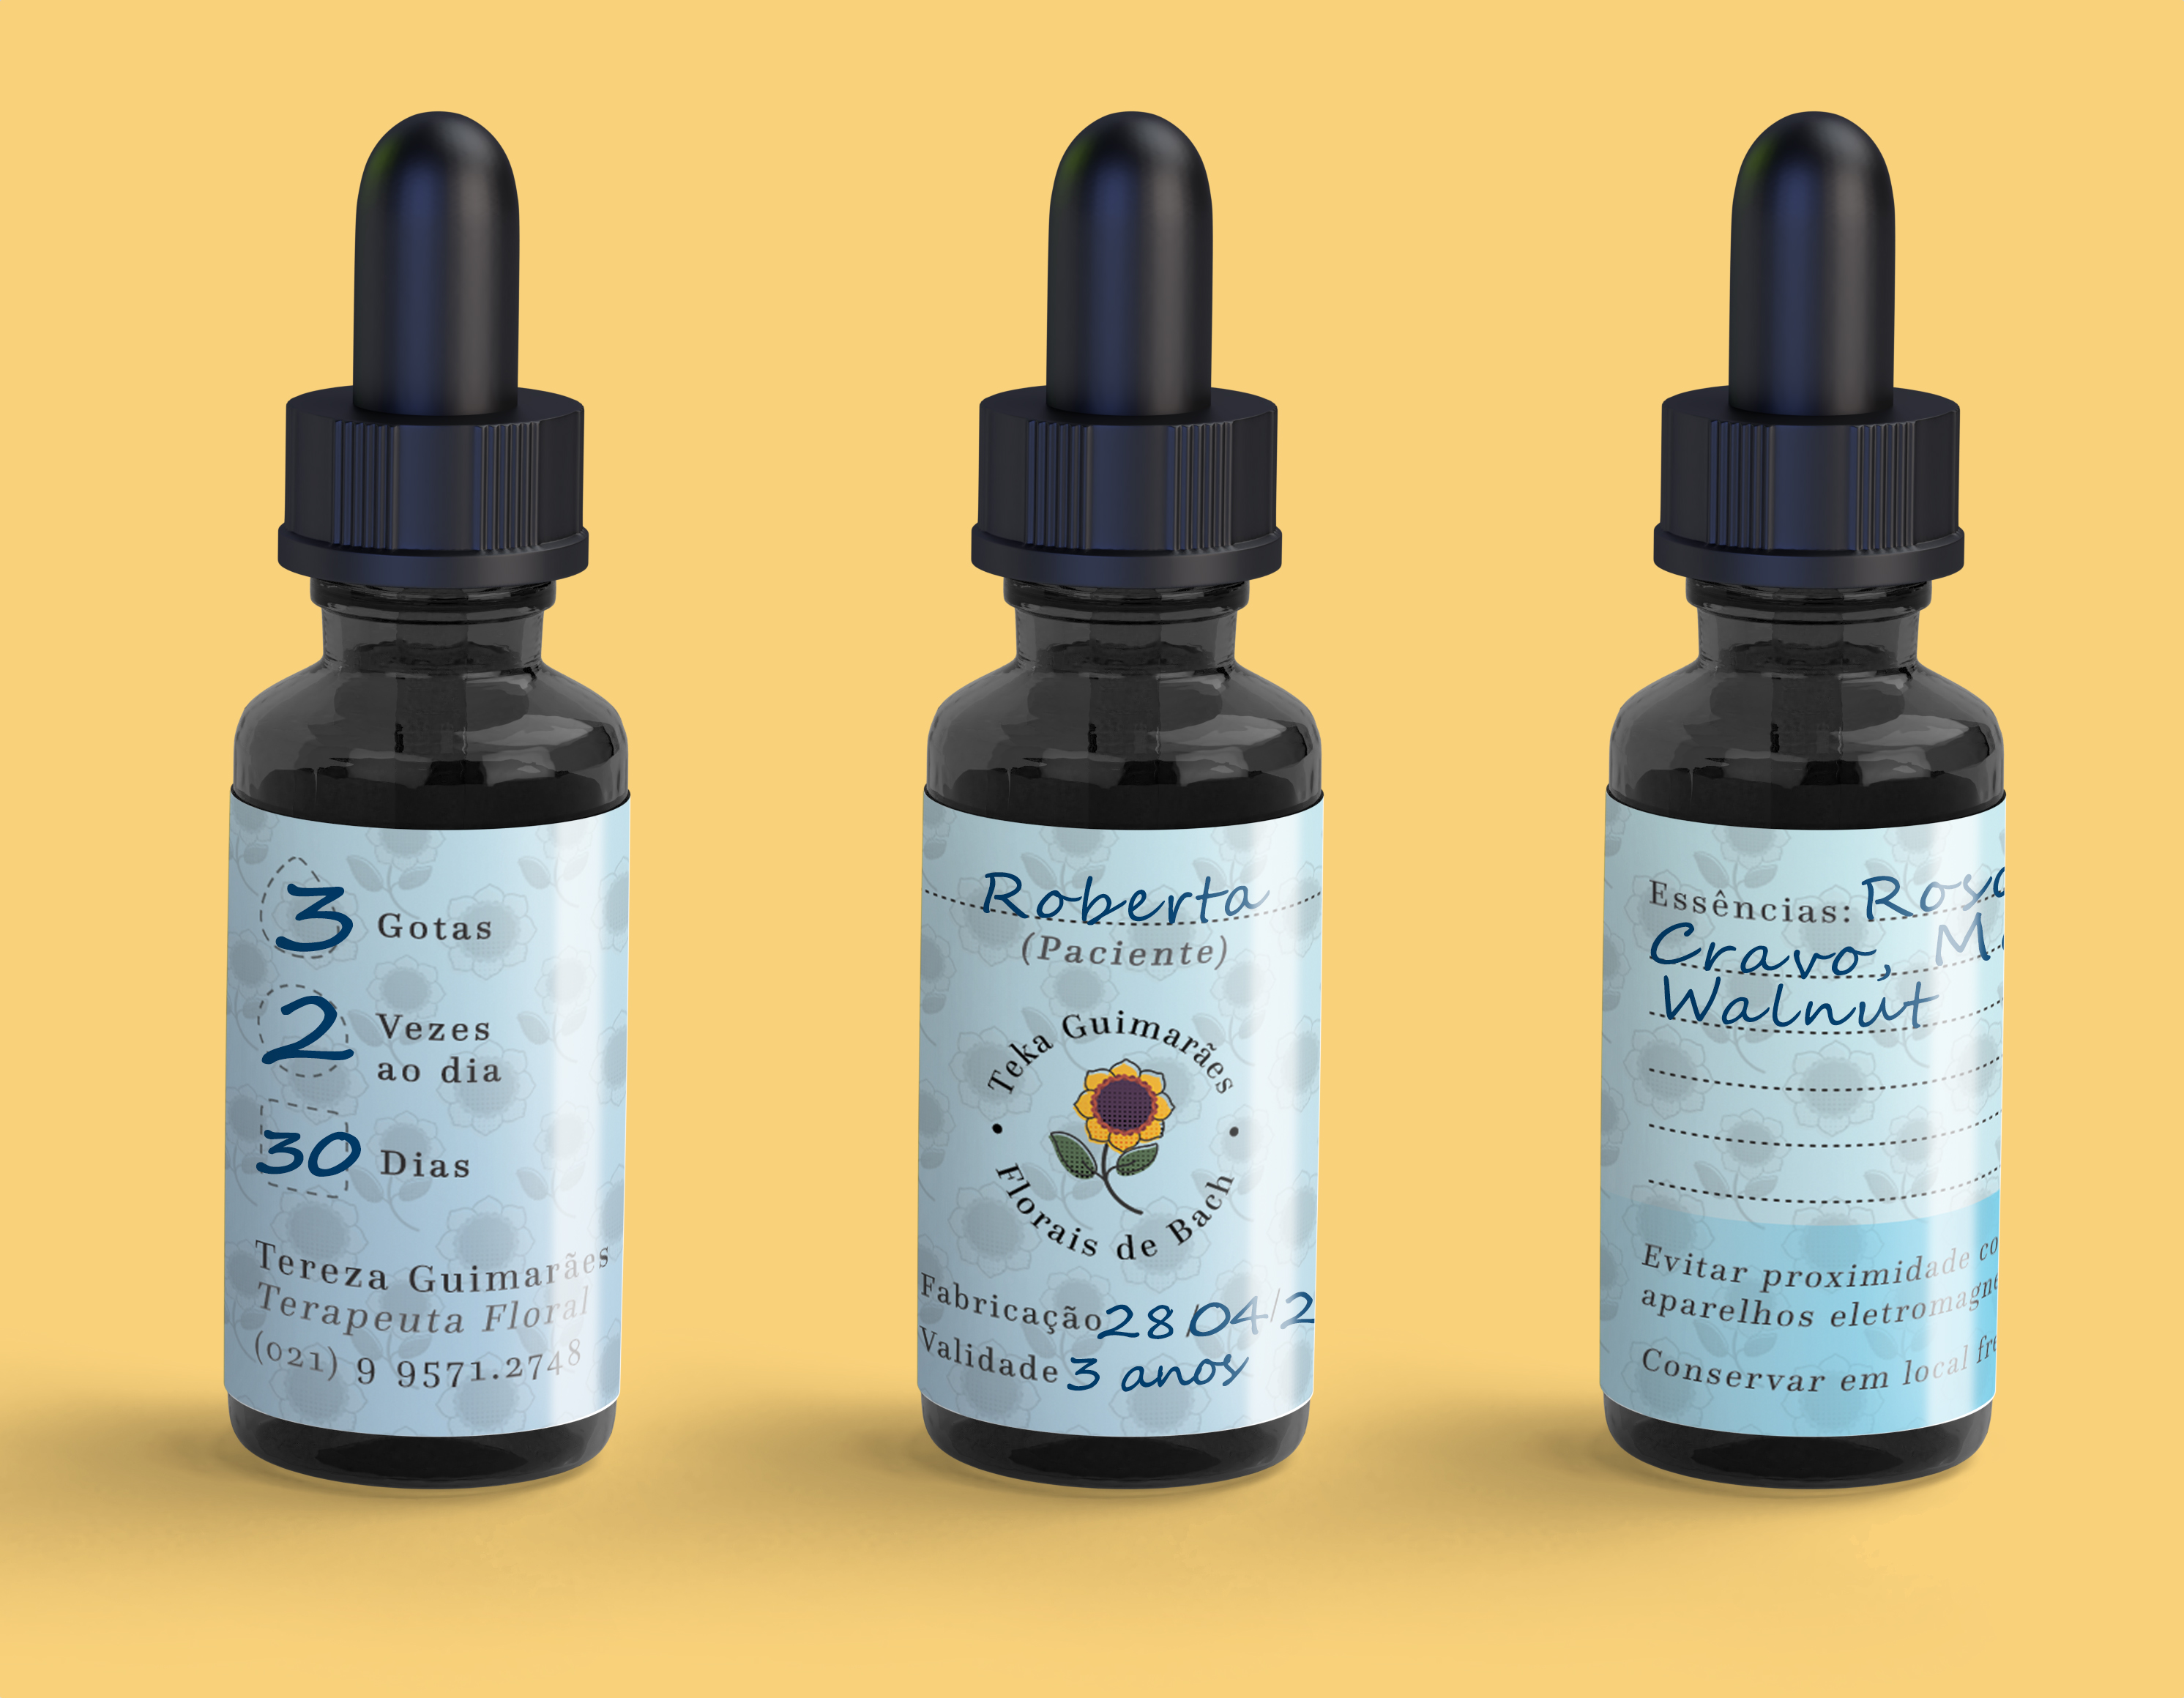 3 Gotas
2 Vezes
ao dia
30 Dias
Tereza Guimarães
Terapeuta Floral
(021) 9 9571.2748
Roberta
(Paciente)
Teka Guimarães
Florais de Bach
Fabricação 28/04/2
Validade 3 anos
Essências:
Cravo,
Walnut
Evitar proximidade
aparelhos
Conservar em local